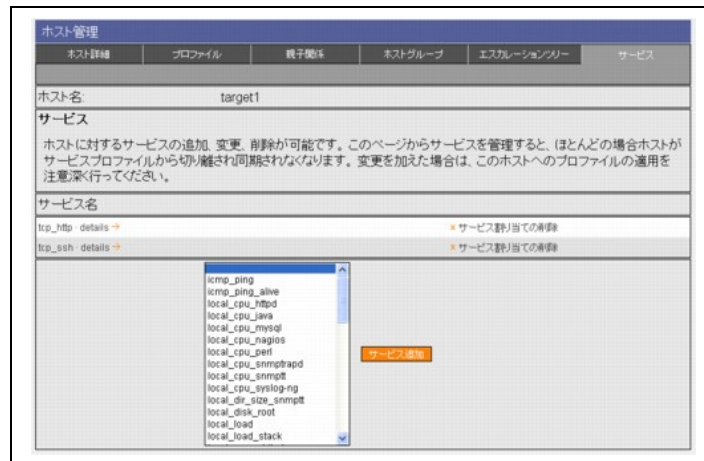 ホスト管理
ホスト詳細 プロファイル 親子関係 ホストグループ エスカレーションツリー サービス
ホスト名: target1
サービス
ホストに対するサービスの追加, 変更, 削除が可能です。このページからサービスを管理すると、ほとんどの場合ホストが
サービスプロファイルから切り離され同期されなくなります。変更を加えた場合は、このホストへのプロファイルの適用を
注意深く行ってください。
サービス名
tcp_http · details → × サービス割り当ての削除
tcp_ssh · details → × サービス割り当ての削除
icmp_ping
icmp_ping_alive
local_cpu_httpd
local_cpu_java
local_cpu_mysql
local_cpu_nagios
local_cpu_perl
サービス追加
local_cpu_snmptrapd
local_cpu_snmptt
local_cpu_syslog-ng
local_dir_size_snmptt
local_disk_root
local_load
local_load_stack